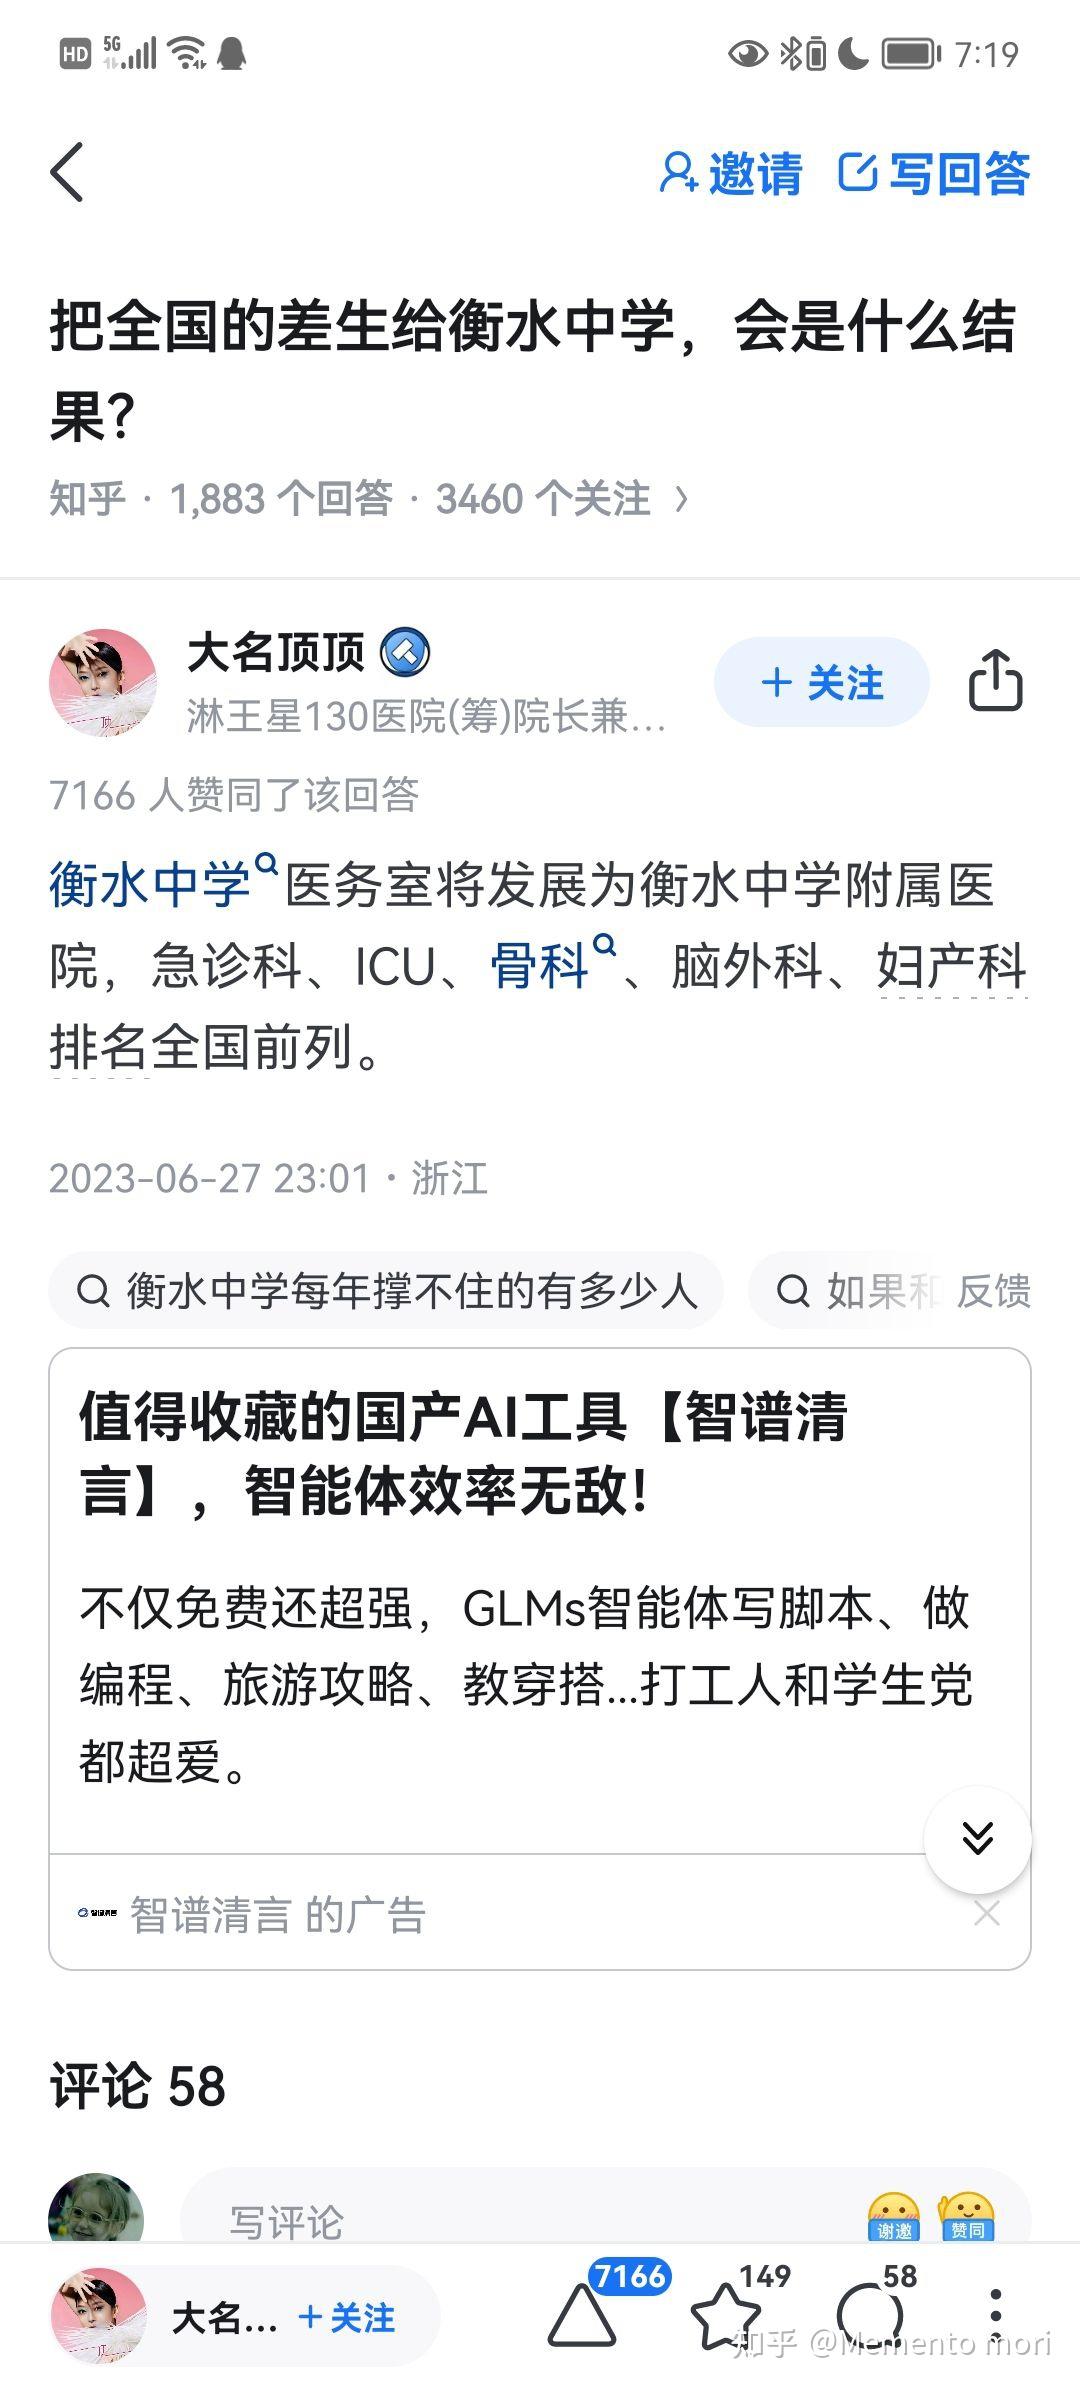 HD 5G 7:19
邀请 写回答
把全国的差生给衡水中学，会是什么结
果？
知乎 · 1,883 个回答 · 3460 个关注 >
大名顶顶
+ 关注
淋王星130医院(筹)院长兼...
7166 人赞同了该回答
衡水中学医务室将发展为衡水中学附属医
院，急诊科、ICU、骨科、脑外科、妇产科
排名全国前列。
2023-06-27 23:01 · 浙江
衡水中学每年撑不住的有多少人 如果和 反馈
值得收藏的国产AI工具【智谱清
言】，智能体效率无敌！
不仅免费还超强，GLMs智能体写脚本、做
编程、旅游攻略、教穿搭...打工人和学生党
都超爱。
智谱清言 智谱清言 的广告
评论 58
写评论 谢邀 赞同
大名... +关注 7166 149 58
知乎 @Memento mori